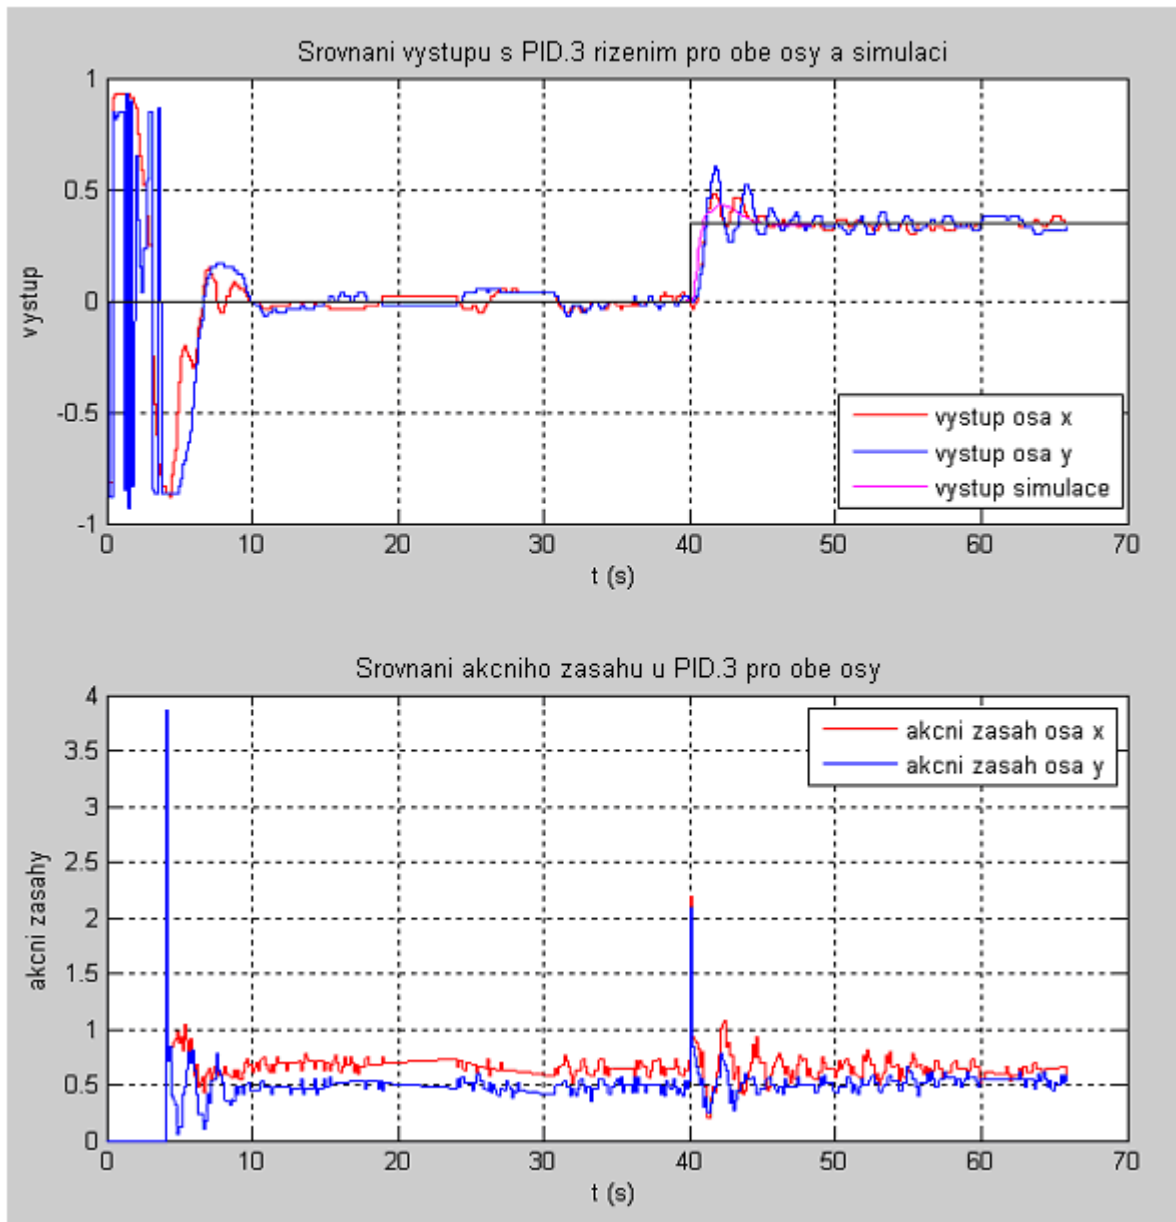 Srovnani vystupu s PID.3 rizenim pro obe osy a simulaci
1
0.5
0
-0.5
-1
vystup
vystup osa x
vystup osa y
vystup simulace
0 10 20 30 40 50 60 70
t (s)
Srovnani akcniho zasahu u PID.3 pro obe osy
4
3.5
3
2.5
2
1.5
1
0.5
0
akcni zasahy
akcni zasah osa x
akcni zasah osa y
0 10 20 30 40 50 60 70
t (s)